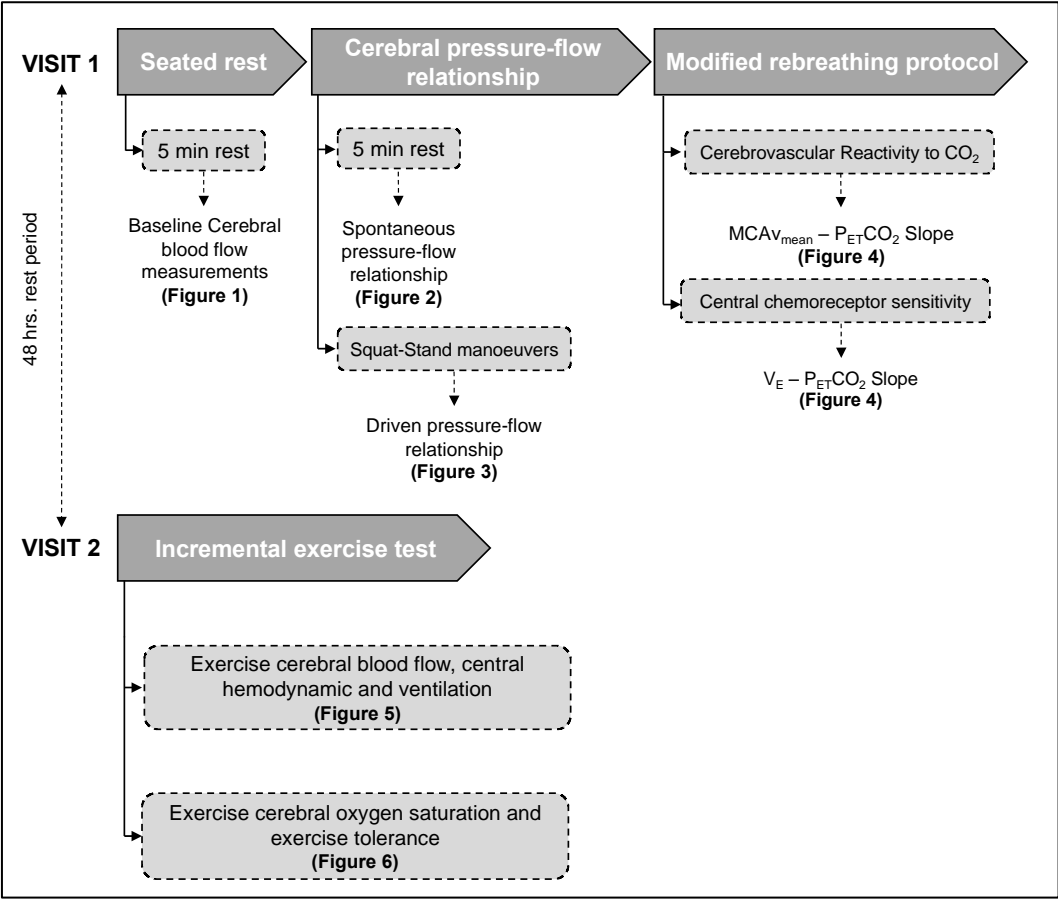 VISIT 1
Seated rest
Cerebral pressure-flow
relationship
Modified rebreathing protocol
5 min rest
Baseline Cerebral
blood flow
measurements
(Figure 1)
5 min rest
Spontaneous
pressure-flow
relationship
(Figure 2)
Squat-Stand manoeuvers
Driven pressure-flow
relationship
(Figure 3)
Cerebrovascular Reactivity to CO₂
MCAvmean – PETCO₂ Slope
(Figure 4)
Central chemoreceptor sensitivity
VE – PETCO₂ Slope
(Figure 4)
48 hrs. rest period
VISIT 2
Incremental exercise test
Exercise cerebral blood flow, central
hemodynamic and ventilation
(Figure 5)
Exercise cerebral oxygen saturation and
exercise tolerance
(Figure 6)